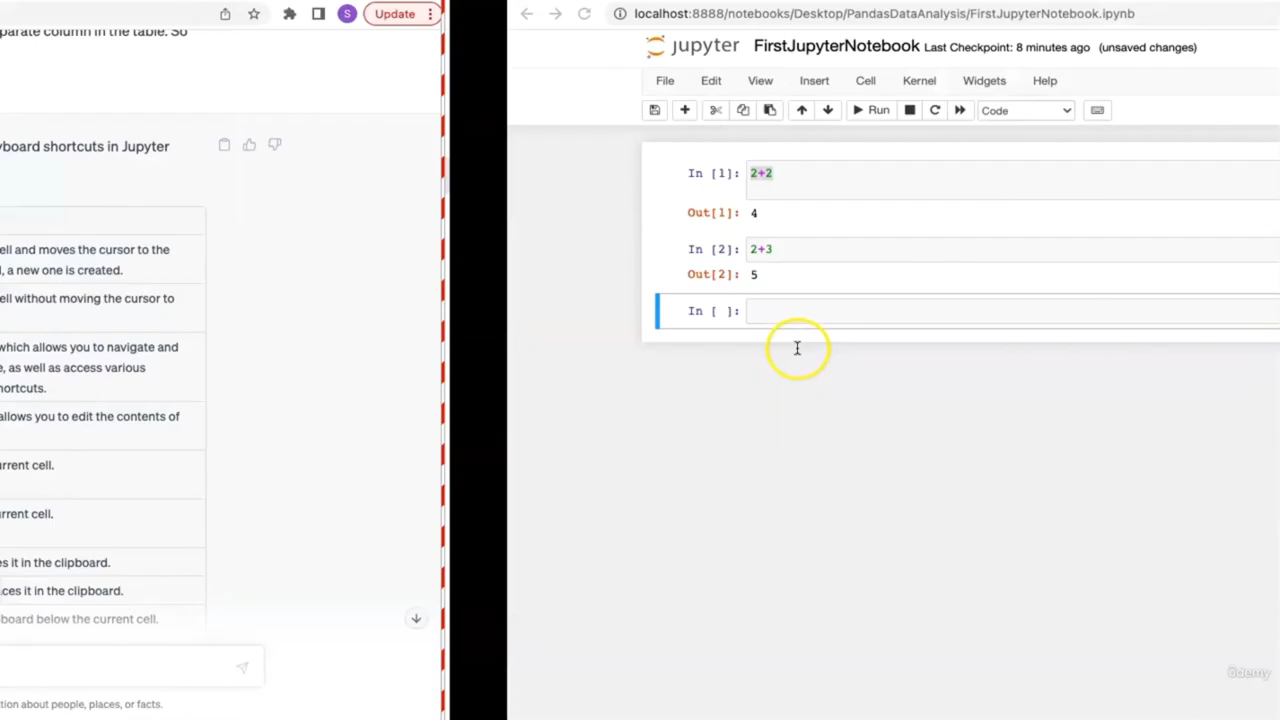 parate column in the table. So
Update
yboard shortcuts in Jupyter
ell and moves the cursor to the
d, a new one is created.
ell without moving the cursor to
which allows you to navigate and
e, as well as access various
hortcuts.
allows you to edit the contents of
urrent cell.
urrent cell.
es it in the clipboard.
ces it in the clipboard.
board below the current cell.
tion about people, places, or facts.
S
localhost:8888/notebooks/Desktop/PandasDataAnalysis/FirstJupyterNotebook.ipynb
jupyter FirstJupyterNotebook Last Checkpoint: 8 minutes ago (unsaved changes)
File Edit View Insert Cell Kernel Widgets Help
Run Code
In [1]: 2+2
Out[1]: 4
In [2]: 2+3
Out[2]: 5
In [ ]:
ûdemy